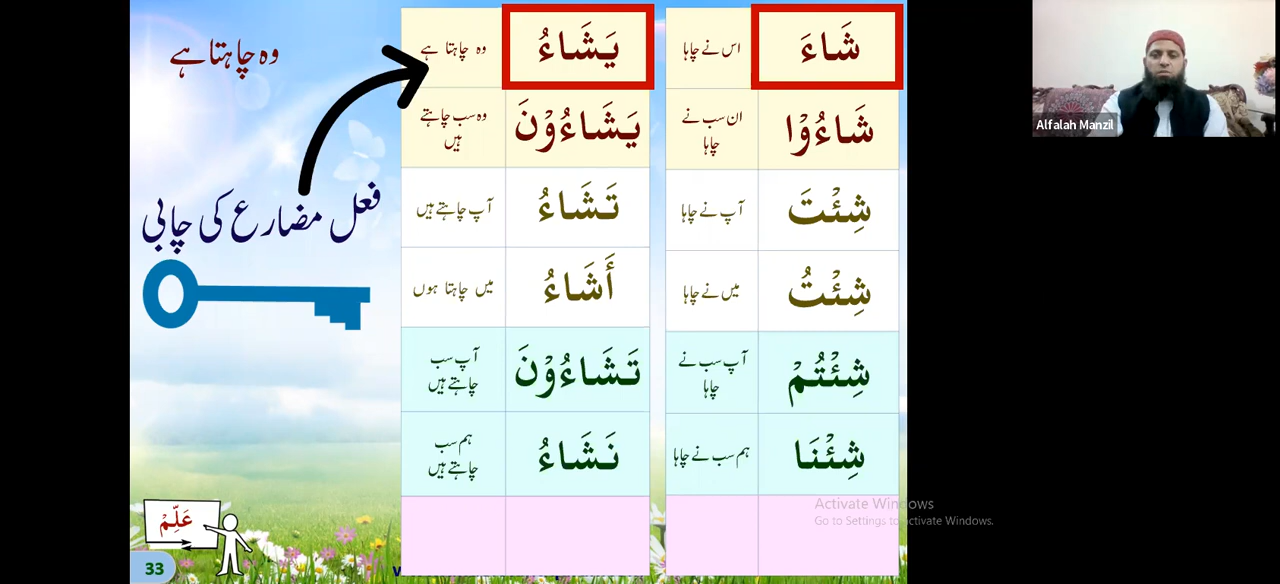 شَاءَ
اس نے چاہا
يَشَاءُ
وہ چاہتا ہے
وہ چاہتا ہے
شَاءُوْا
ان سب نے
چاہا
يَشَاءُوْنَ
وہ سب چاہتے
ہیں
شِئْتَ
آپ نے چاہا
تَشَاءُ
آپ چاہتے ہیں
فعل مضارع کی چابی
شِئْتُ
میں نے چاہا
أَشَاءُ
میں چاہتا ہوں
شِئْتُمْ
آپ سب نے
چاہا
تَشَاءُوْنَ
آپ سب
چاہتے ہیں
شِئْنَا
ہم سب نے چاہا
نَشَاءُ
ہم سب
چاہتے ہیں
عَلِّمْ
33
Alfalah Manzil
Activate Windows
Go to Settings to activate Windows.